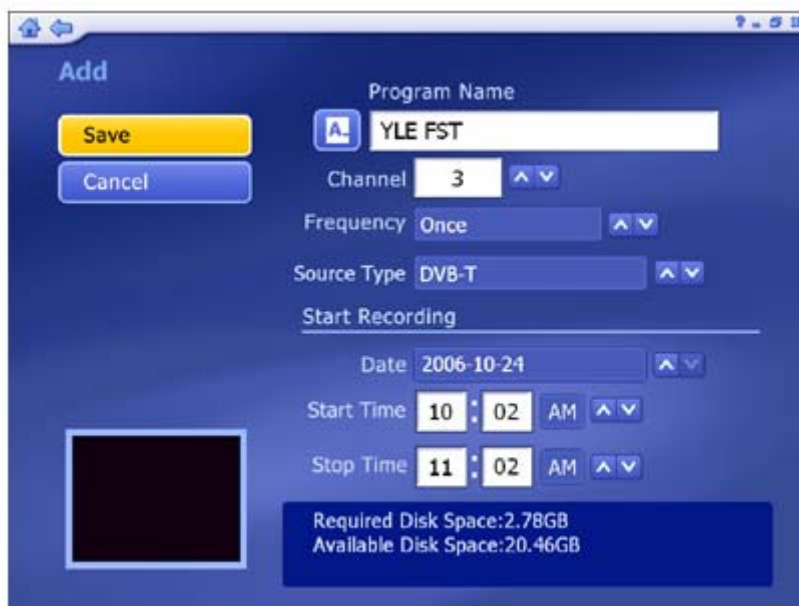 Add
Save
Cancel
Program Name
A
YLE FST
Channel 3
Frequency Once
Source Type DVB-T
Start Recording
Date 2006-10-24
Start Time 10 : 02 AM
Stop Time 11 : 02 AM
Required Disk Space:2.78GB
Available Disk Space:20.46GB